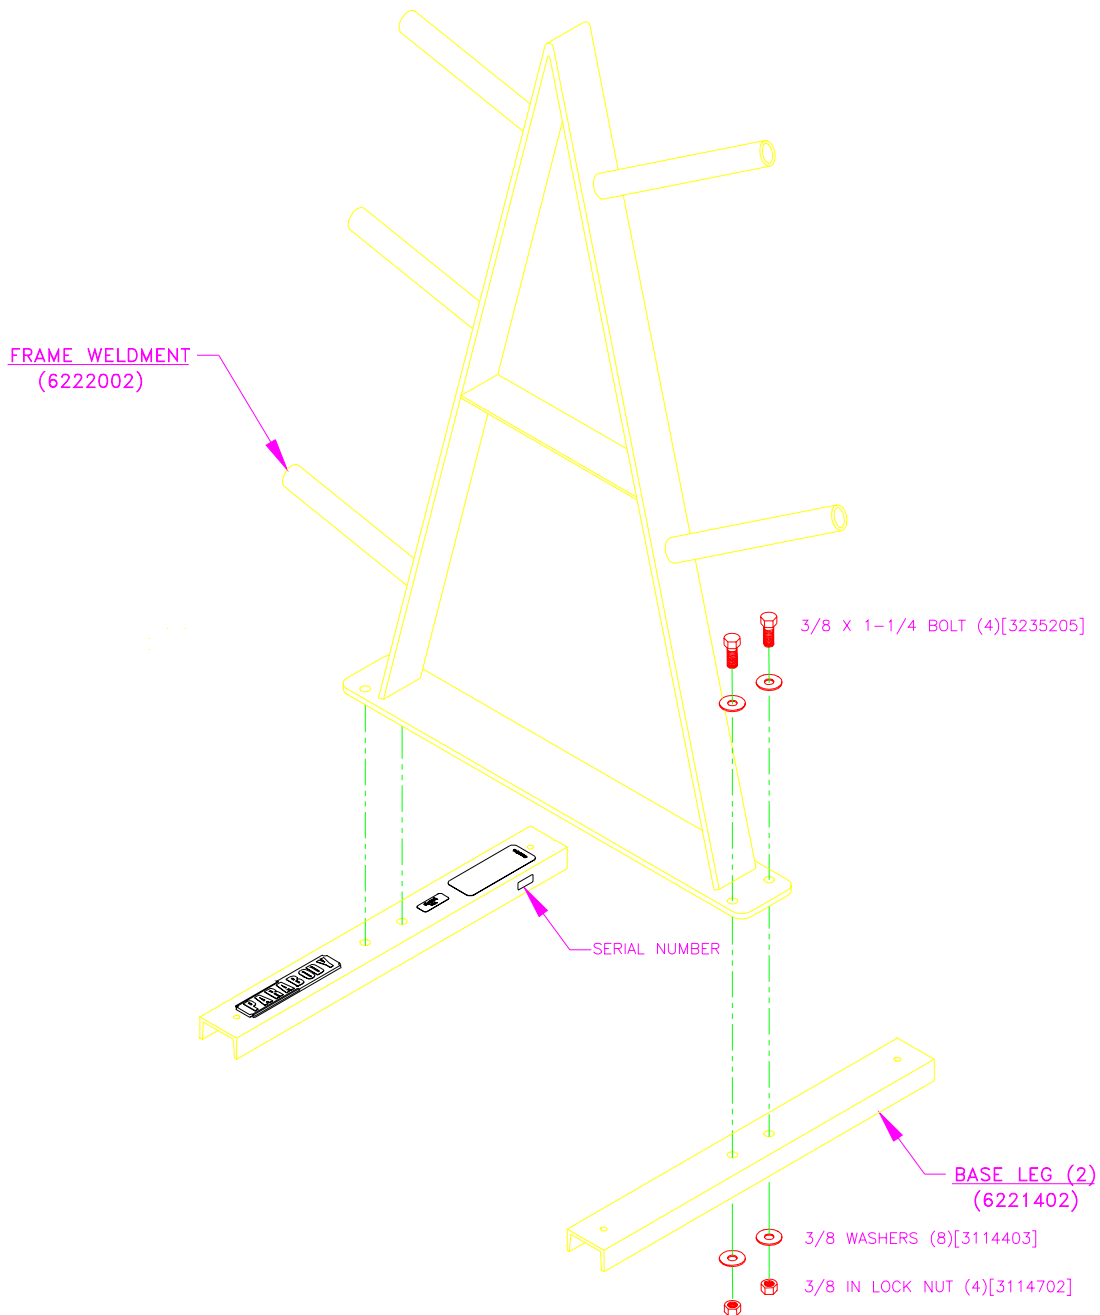 FRAME WELDMENT
(6222002)
3/8 X 1-1/4 BOLT (4)[3235205]
SERIAL NUMBER
PARABODY
BASE LEG (2)
(6221402)
3/8 WASHERS (8)[3114403]
3/8 IN LOCK NUT (4)[3114702]